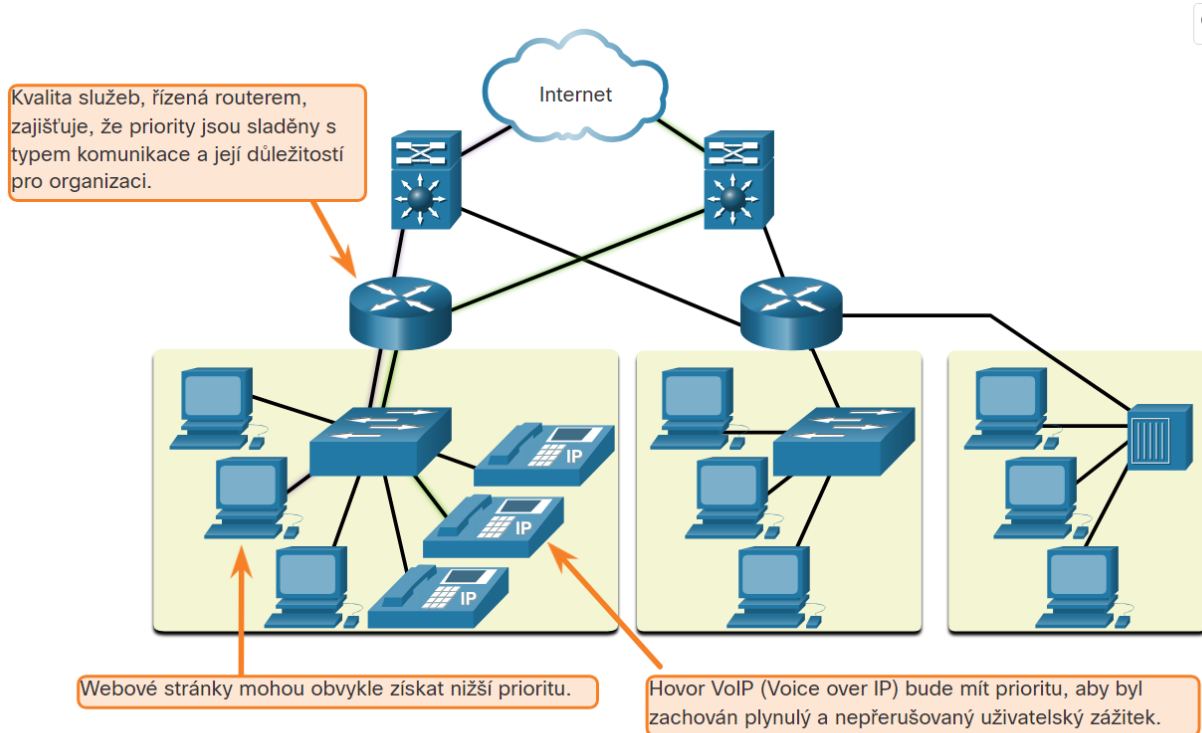 Internet
Kvalita služeb, řízená routerem,
zajišťuje, že priority jsou sladěny s
typem komunikace a její důležitostí
pro organizaci.
IP
IP
IP
Webové stránky mohou obvykle získat nižší prioritu.
Hovor VoIP (Voice over IP) bude mít prioritu, aby byl
zachován plynulý a nepřerušovaný uživatelský zážitek.